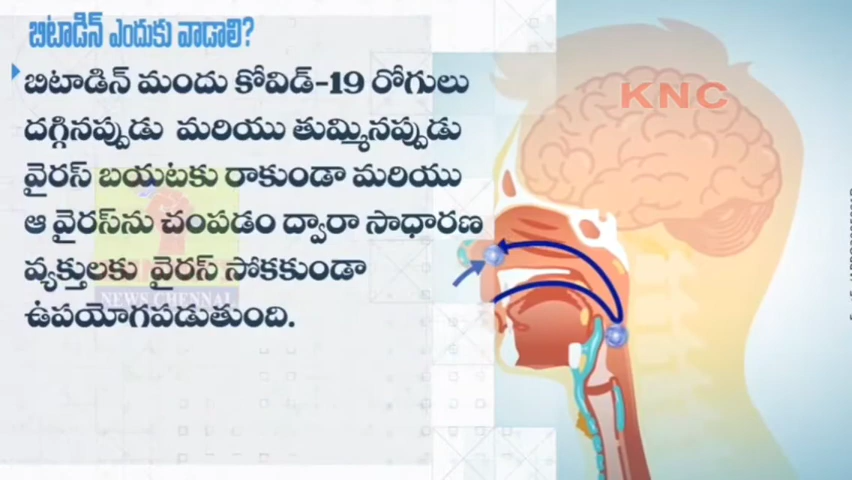 బిటాడిన్ ఎందుకు వాడాలి?
బిటాడిన్ మందు కోవిడ్-19 రోగులు
దగ్గినప్పుడు మరియు తుమ్మినప్పుడు
వైరస్ బయటకు రాకుండా మరియు
ఆ వైరస్‌ను చంపడం ద్వారా సాధారణ
వ్యక్తులకు వైరస్ సోకకుండా
ఉపయోగపడుతుంది.
KNC
NEWS CHENNAI